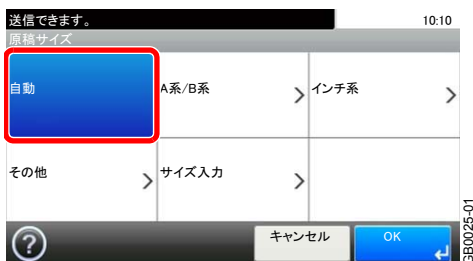 送信できます。
10:10
原稿サイズ
自動
A系/B系
インチ系
その他
サイズ入力
?
キャンセル
OK
GB0025-01